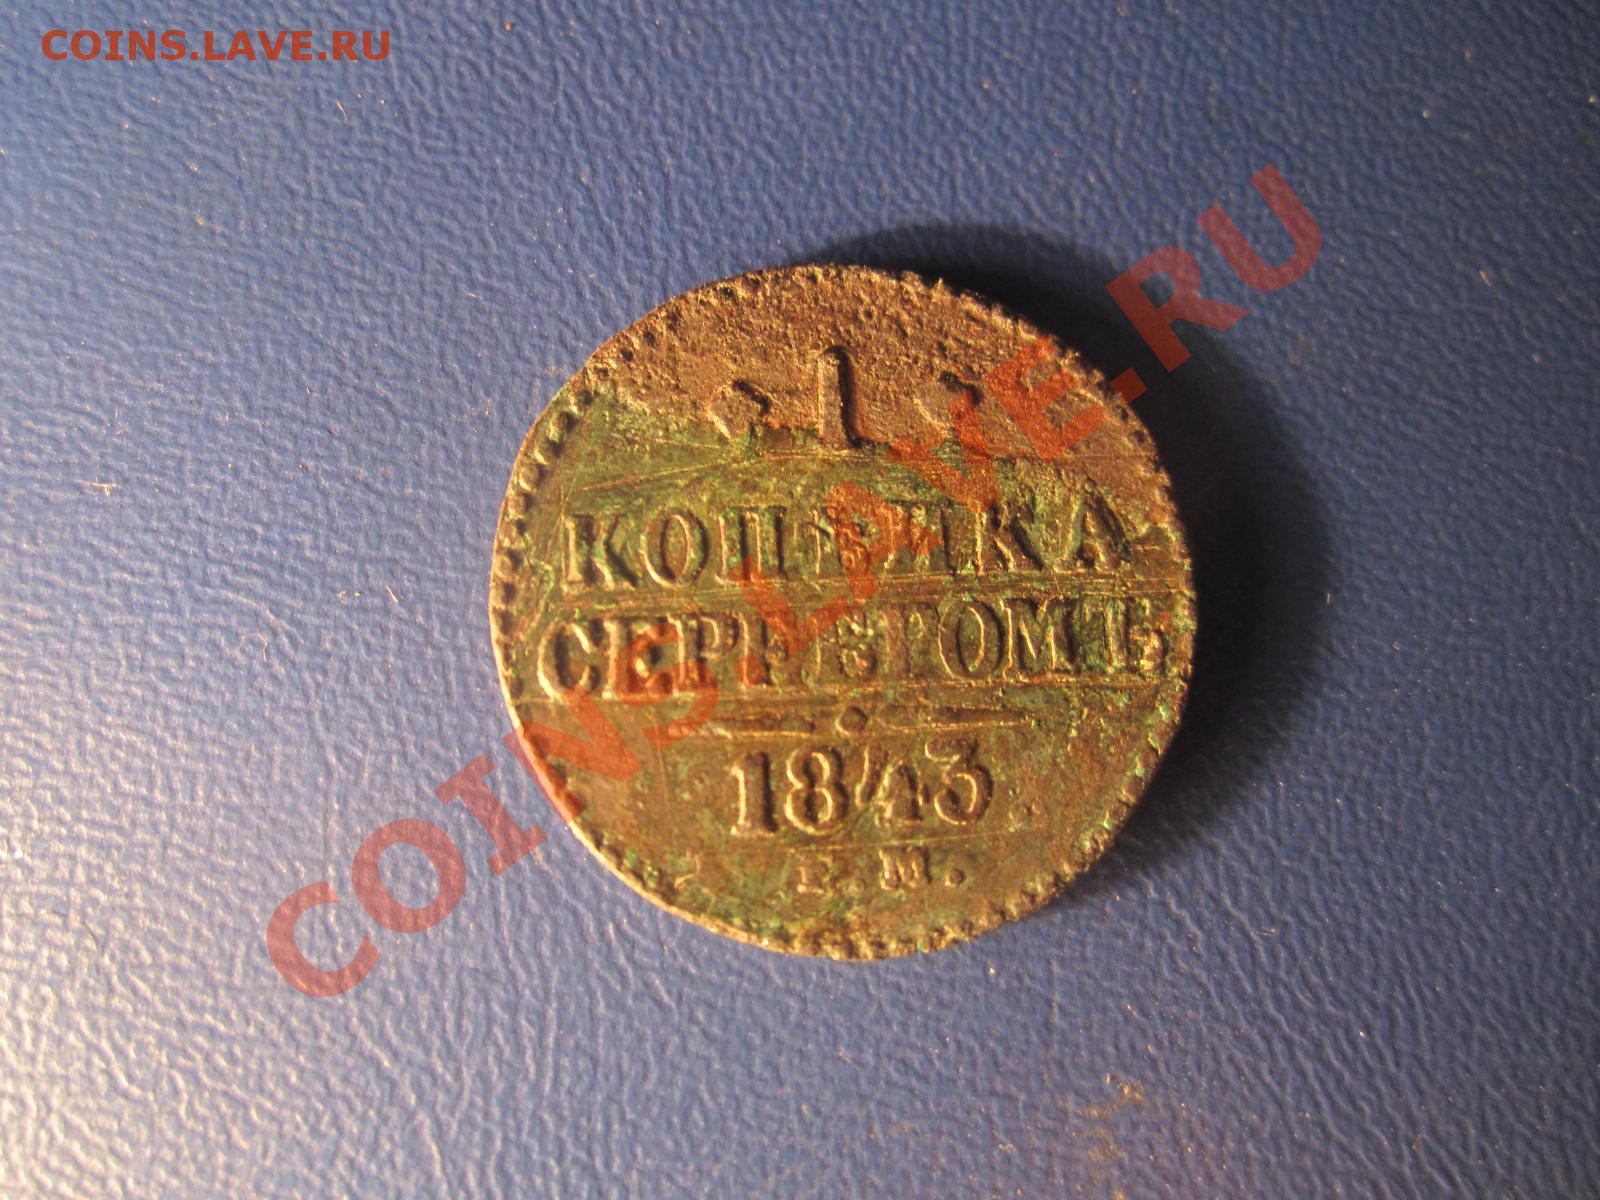 COINS.LAVE.RU
COINS.LAVE.RU
1
КОПѢЙКА
СЕРЕБРОМЪ
1843
Е.М.